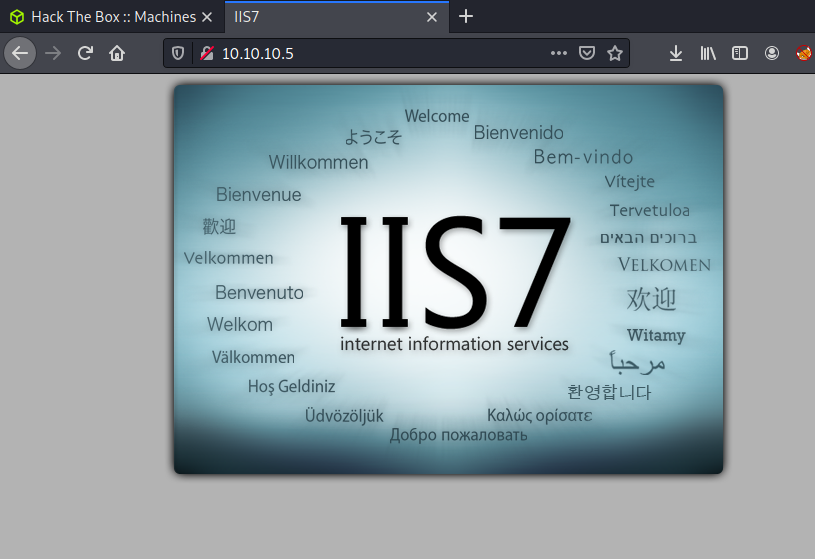 Hack The Box :: Machines
IIS7
10.10.10.5
Welcome
ようこそ
Bienvenido
Willkommen
Bem-vindo
Vítejte
Bienvenue
Tervetuloa
歡迎
ברוכים הבאים
Velkommen
VELKOMEN
Benvenuto
欢迎
Welkom
Witamy
IIS7
internet information services
Välkommen
مرحباً
Hoş Geldiniz
환영합니다
Üdvözöljük
Καλώς ορίσατε
Добро пожаловать